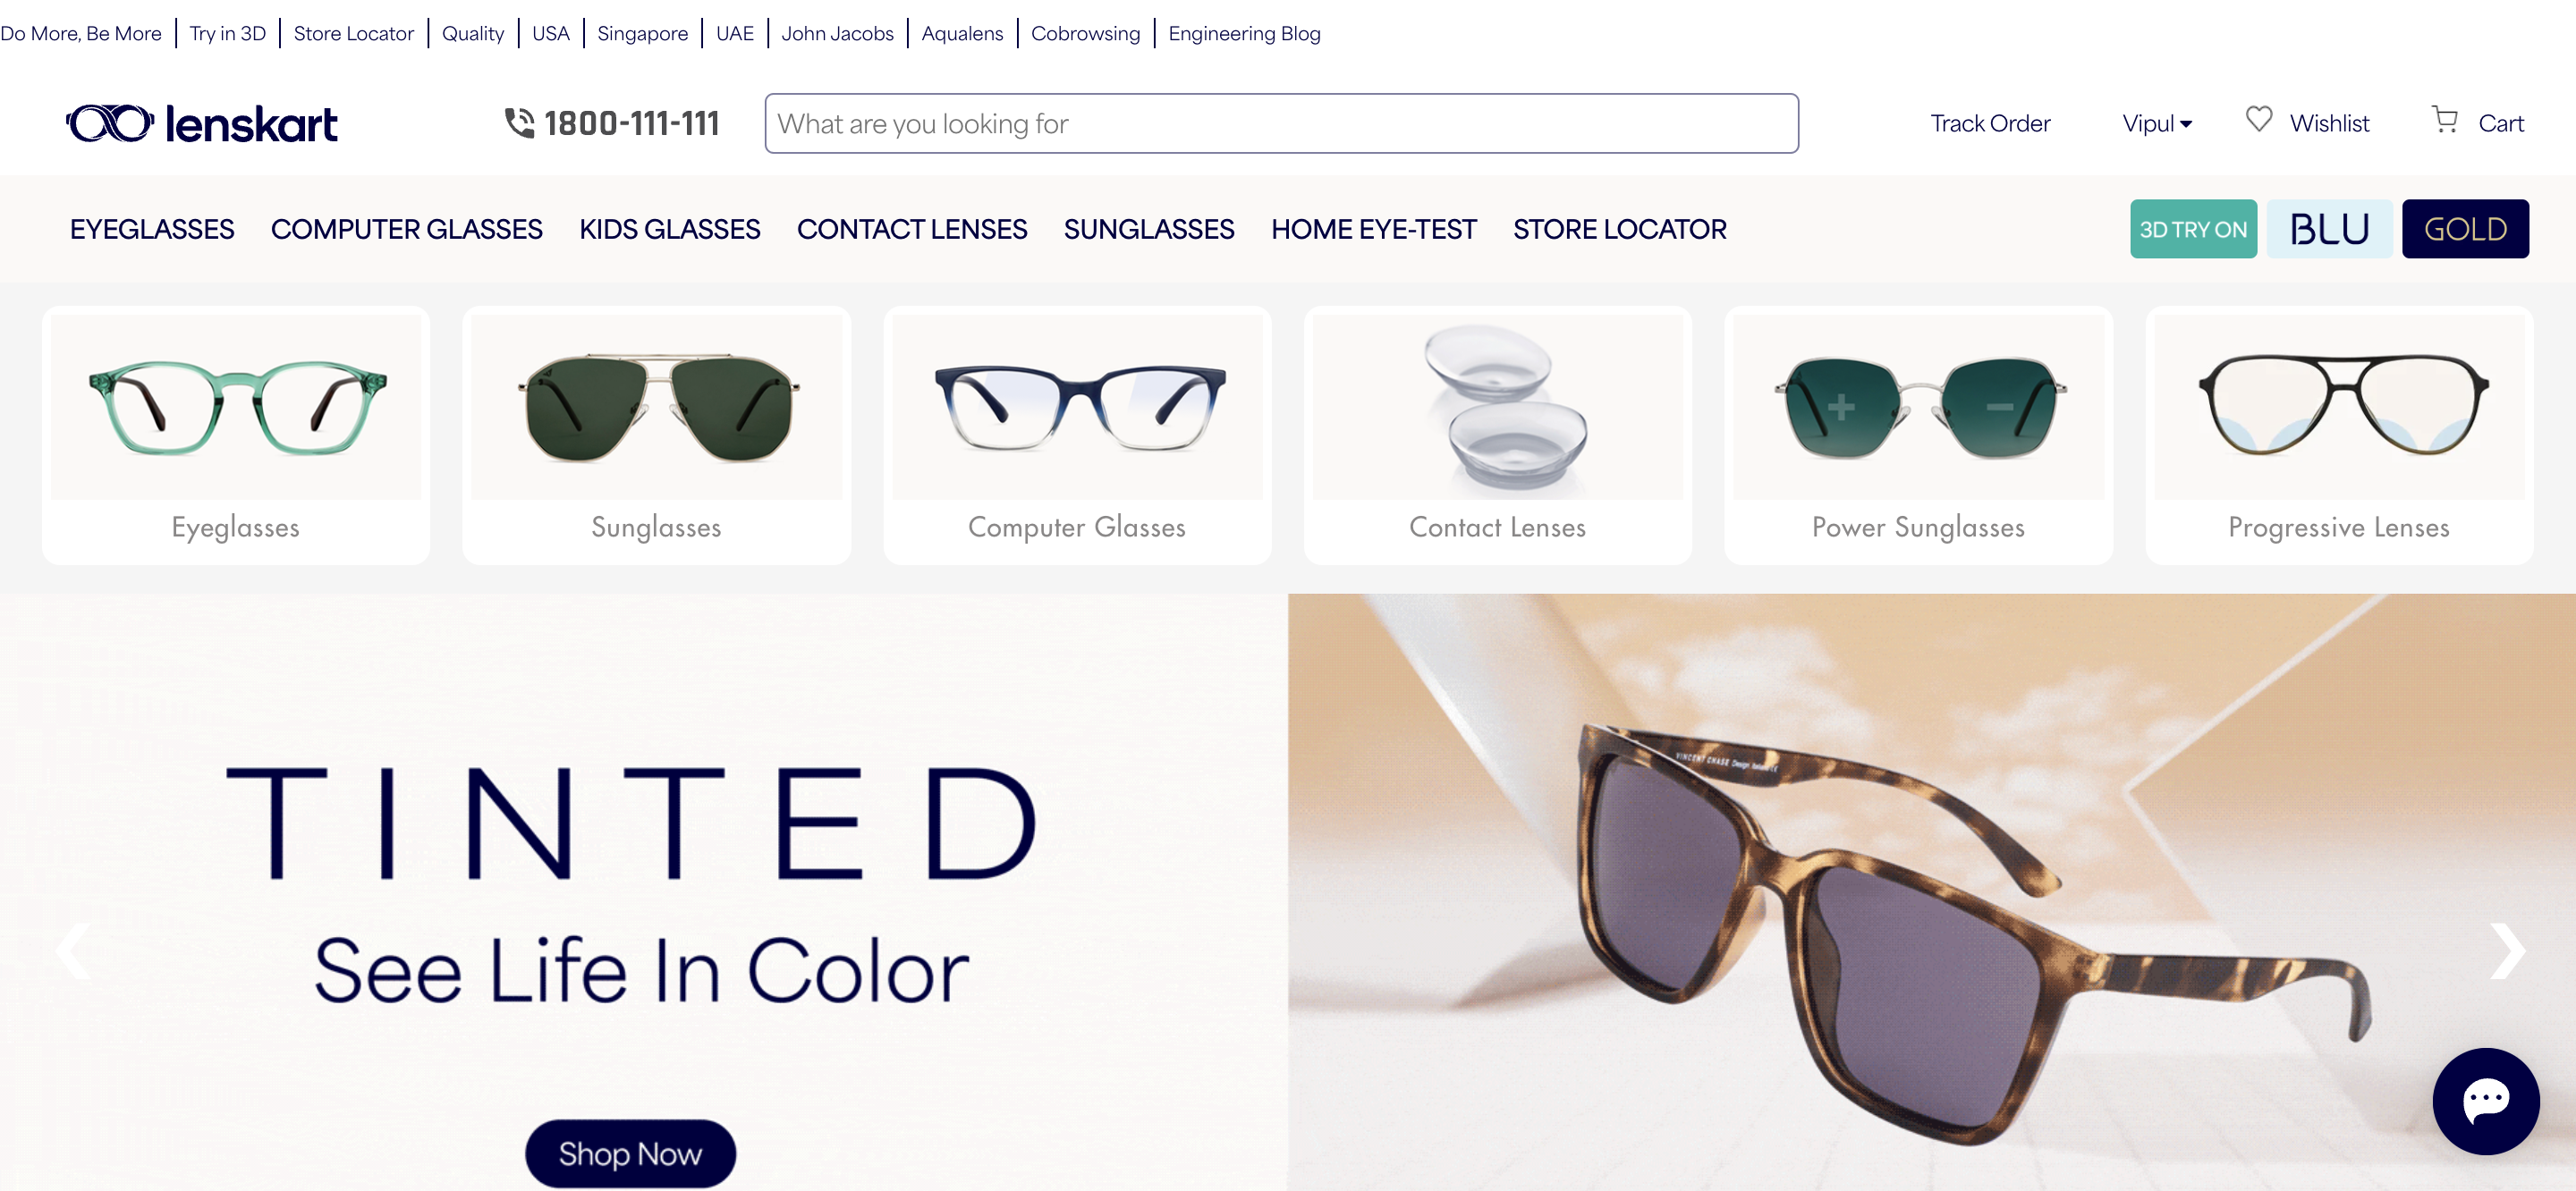 Do More, Be More Try in 3D Store Locator Quality USA Singapore UAE John Jacobs Aqualens Cobrowsing Engineering Blog
lenskart 1800-111-111 What are you looking for Track Order Vipul Wishlist Cart
EYEGLASSES COMPUTER GLASSES KIDS GLASSES CONTACT LENSES SUNGLASSES HOME EYE-TEST STORE LOCATOR 3D TRY ON BLU GOLD
Eyeglasses Sunglasses Computer Glasses Contact Lenses Power Sunglasses Progressive Lenses
TINTED
See Life In Color
Shop Now
VINCENT CHASE Design